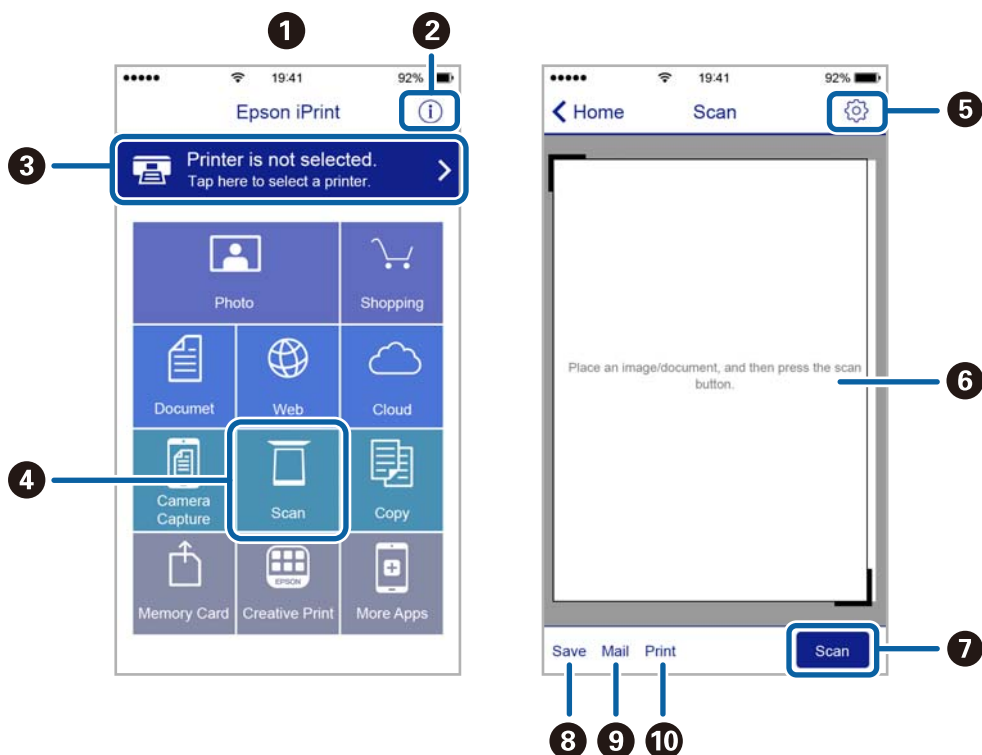 1 2
19:41 92%
Epson iPrint
3
Printer is not selected.
Tap here to select a printer.
Photo Shopping
Documet Web Cloud
4
Camera
Capture
Scan Copy
EPSON
Memory Card Creative Print More Apps
19:41 92%
Home Scan
5
Place an image/document, and then press the scan
button.
6
Save Mail Print Scan
7
8 9 10